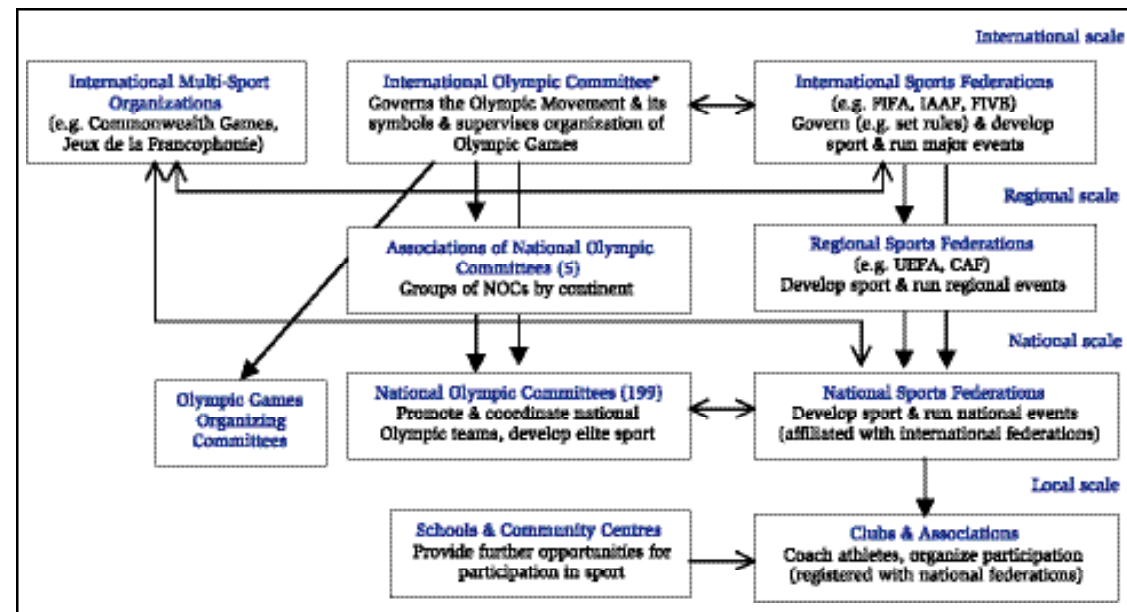 International scale
International Multi-Sport
Organizations
(e.g. Commonwealth Games,
Jeux de la Francophonie)
International Olympic Committee*
Governs the Olympic Movement & its
symbols & supervises organization of
Olympic Games
International Sports Federations
(e.g. FIFA, IAAF, FIVB)
Govern (e.g. set rules) & develop
sport & run major events
Regional scale
Associations of National Olympic
Committees (5)
Groups of NOCs by continent
Regional Sports Federations
(e.g. UEFA, CAF)
Develop sport & run regional events
National scale
Olympic Games
Organizing
Committees
National Olympic Committees (199)
Promote & coordinate national
Olympic teams, develop elite sport
National Sports Federations
Develop sport & run national events
(affiliated with international federations)
Local scale
Schools & Community Centres
Provide further opportunities for
participation in sport
Clubs & Associations
Coach athletes, organize participation
(registered with national federations)